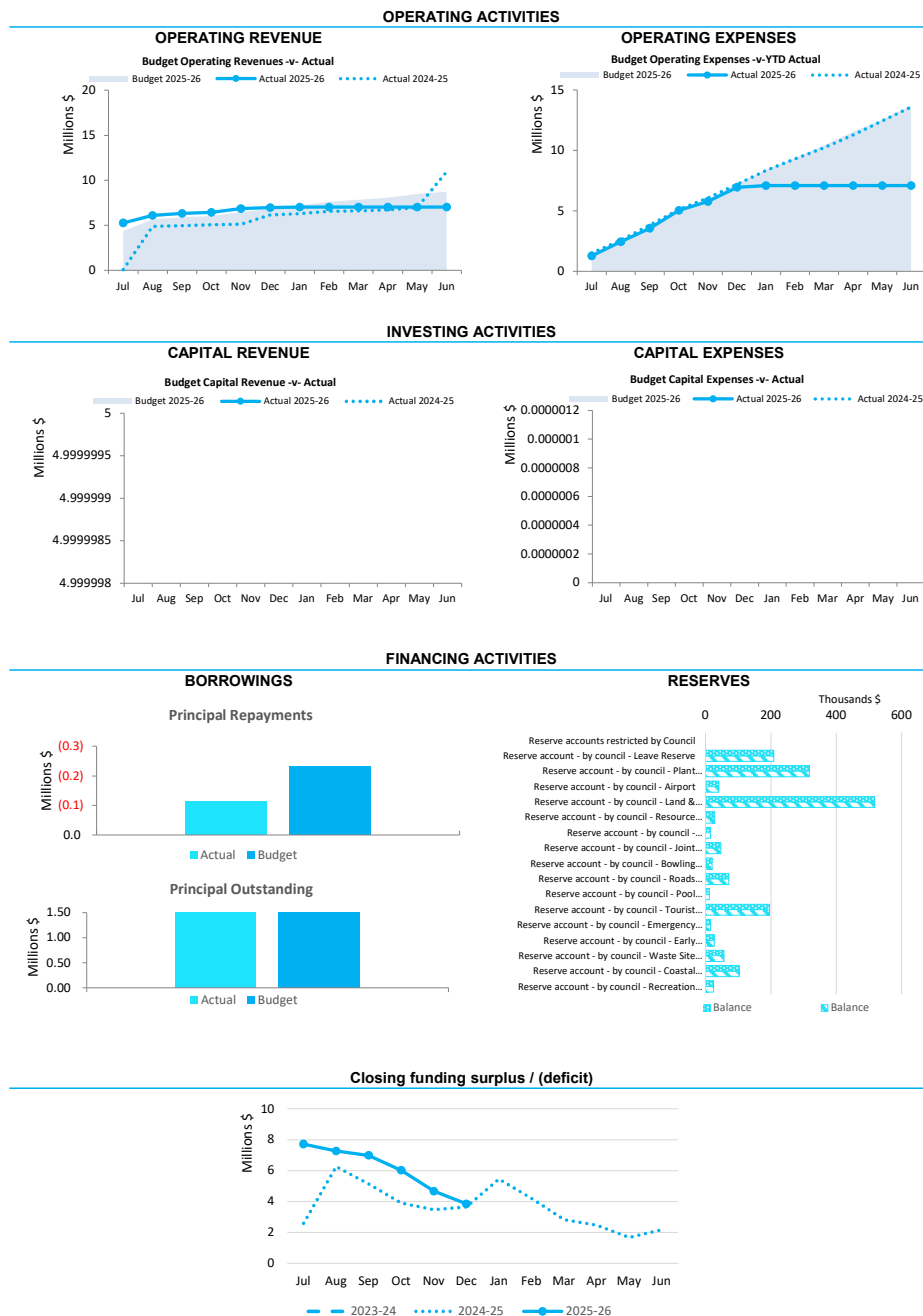 OPERATING ACTIVITIES
OPERATING REVENUE
Budget Operating Revenues -v- Actual
Budget 2025-26 Actual 2025-26 Actual 2024-25
Millions $
20
15
10
5
0
Jul Aug Sep Oct Nov Dec Jan Feb Mar Apr May Jun
OPERATING EXPENSES
Budget Operating Expenses -v-YTD Actual
Budget 2025-26 Actual 2025-26 Actual 2024-25
Millions $
15
10
5
0
Jul Aug Sep Oct Nov Dec Jan Feb Mar Apr May Jun
INVESTING ACTIVITIES
CAPITAL REVENUE
Budget Capital Revenue -v- Actual
Budget 2025-26 Actual 2025-26 Actual 2024-25
Millions $
5
4.9999995
4.999999
4.9999985
4.999998
Jul Aug Sep Oct Nov Dec Jan Feb Mar Apr May Jun
CAPITAL EXPENSES
Budget Capital Expenses -v- Actual
Budget 2025-26 Actual 2025-26 Actual 2024-25
Millions $
0.0000012
0.000001
0.0000008
0.0000006
0.0000004
0.0000002
0
Jul Aug Sep Oct Nov Dec Jan Feb Mar Apr May Jun
FINANCING ACTIVITIES
BORROWINGS
Principal Repayments
Millions $
(0.3)
(0.2)
(0.1)
0.0
Actual Budget
Principal Outstanding
Millions $
1.50
1.00
0.50
0.00
Actual Budget
RESERVES
Thousands $
0 200 400 600
Reserve accounts restricted by Council
Reserve account - by council - Leave Reserve
Reserve account - by council - Plant...
Reserve account - by council - Airport
Reserve account - by council - Land &...
Reserve account - by council - Resource...
Reserve account - by council -...
Reserve account - by council - Joint...
Reserve account - by council - Bowling...
Reserve account - by council - Roads...
Reserve account - by council - Pool...
Reserve account - by council - Tourist...
Reserve account - by council - Emergency...
Reserve account - by council - Early...
Reserve account - by council - Waste Site...
Reserve account - by council - Coastal...
Reserve account - by council - Recreation...
Balance Balance
Closing funding surplus / (deficit)
Millions $
10
8
6
4
2
0
Jul Aug Sep Oct Nov Dec Jan Feb Mar Apr May Jun
2023-24 2024-25 2025-26